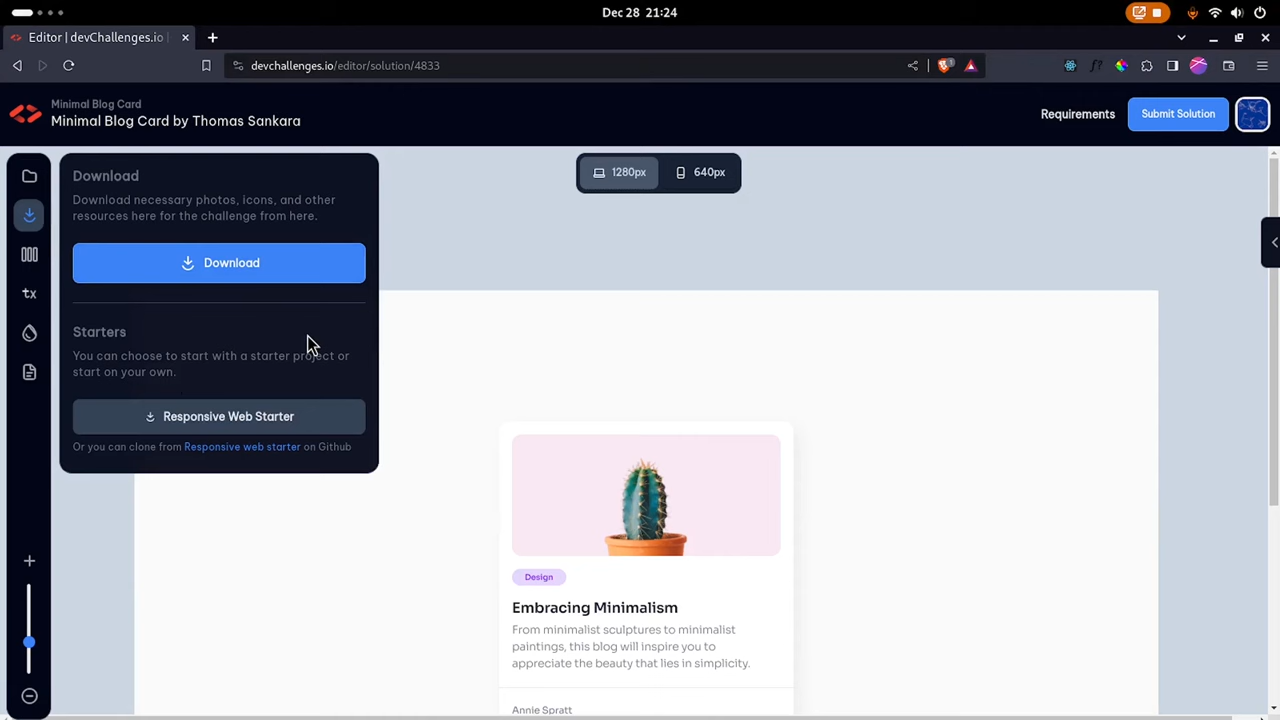 Dec 28 21:24
Editor | devChallenges.io |
devchallenges.io/editor/solution/4833
Minimal Blog Card
Minimal Blog Card by Thomas Sankara
Requirements
Submit Solution
Download
Download necessary photos, icons, and other
resources here for the challenge from here.
Download
Starters
You can choose to start with a starter project or
start on your own.
Responsive Web Starter
Or you can clone from Responsive web starter on Github
1280px
640px
Design
Embracing Minimalism
From minimalist sculptures to minimalist
paintings, this blog will inspire you to
appreciate the beauty that lies in simplicity.
Annie Spratt